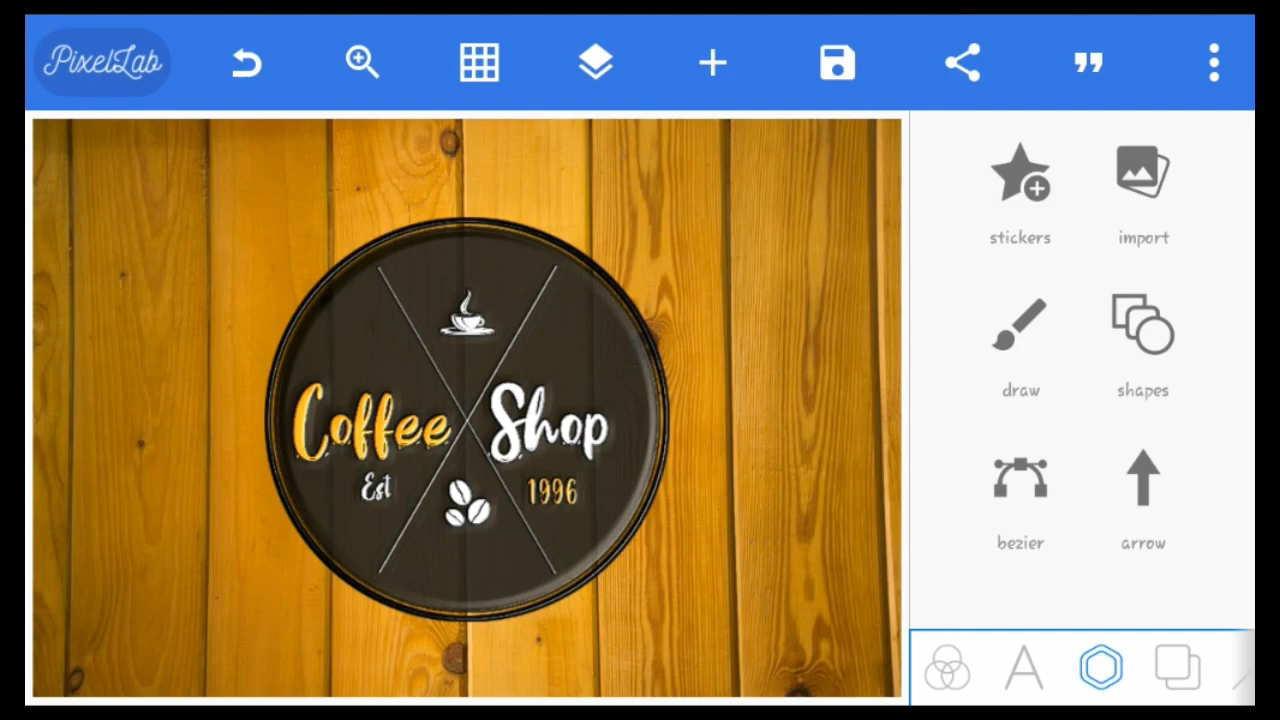 PixelLab
stickers
import
draw
shapes
bezier
arrow
Coffee Shop
Est
1996